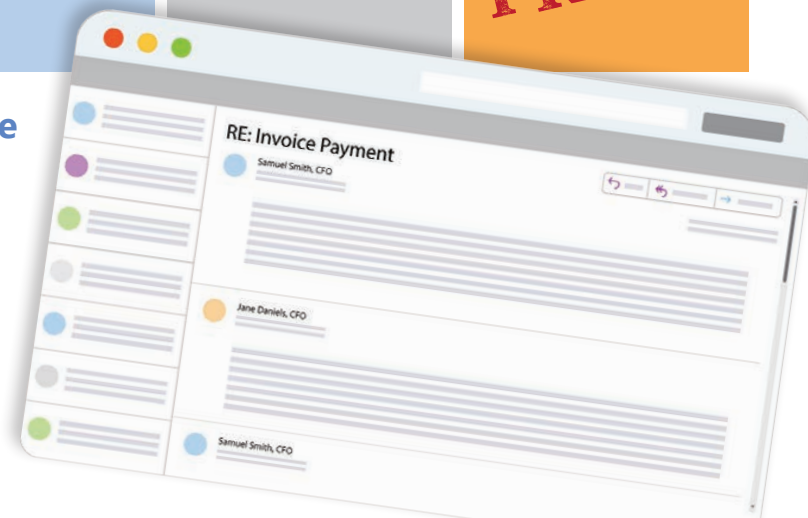 RE: Invoice Payment
Samuel Smith, CFO
Jane Daniels, CFO
Samuel Smith, CFO